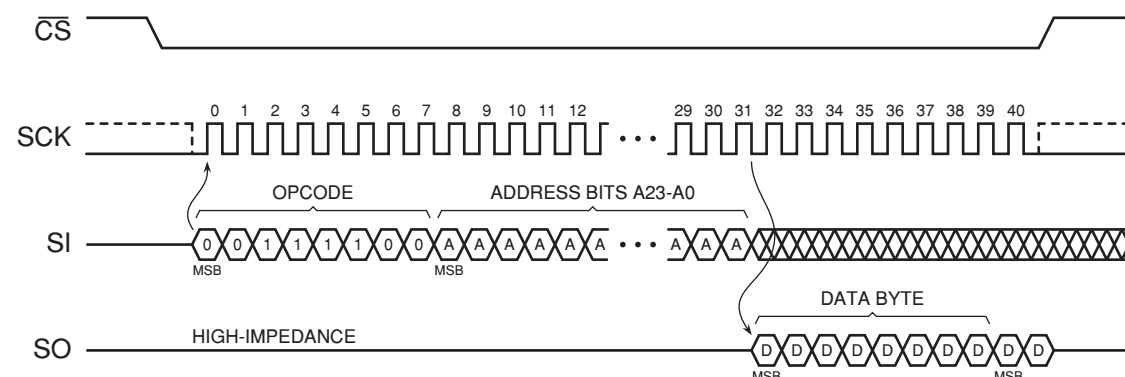 CS
SCK
0 1 2 3 4 5 6 7 8 9 10 11 12 29 30 31 32 33 34 35 36 37 38 39 40
OPCODE ADDRESS BITS A23-A0
SI 0 0 1 1 1 1 0 0 A A A A A A A A A
MSB MSB
DATA BYTE
SO HIGH-IMPEDANCE D D D D D D D D D D
MSB MSB